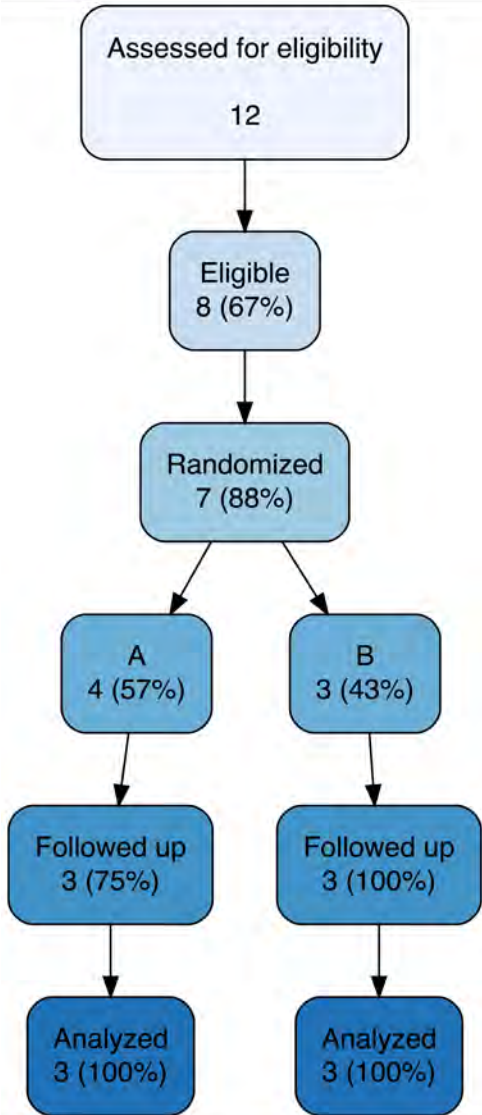 Assessed for eligibility
12
Eligible
8 (67%)
Randomized
7 (88%)
A
4 (57%)
B
3 (43%)
Followed up
3 (75%)
Followed up
3 (100%)
Analyzed
3 (100%)
Analyzed
3 (100%)